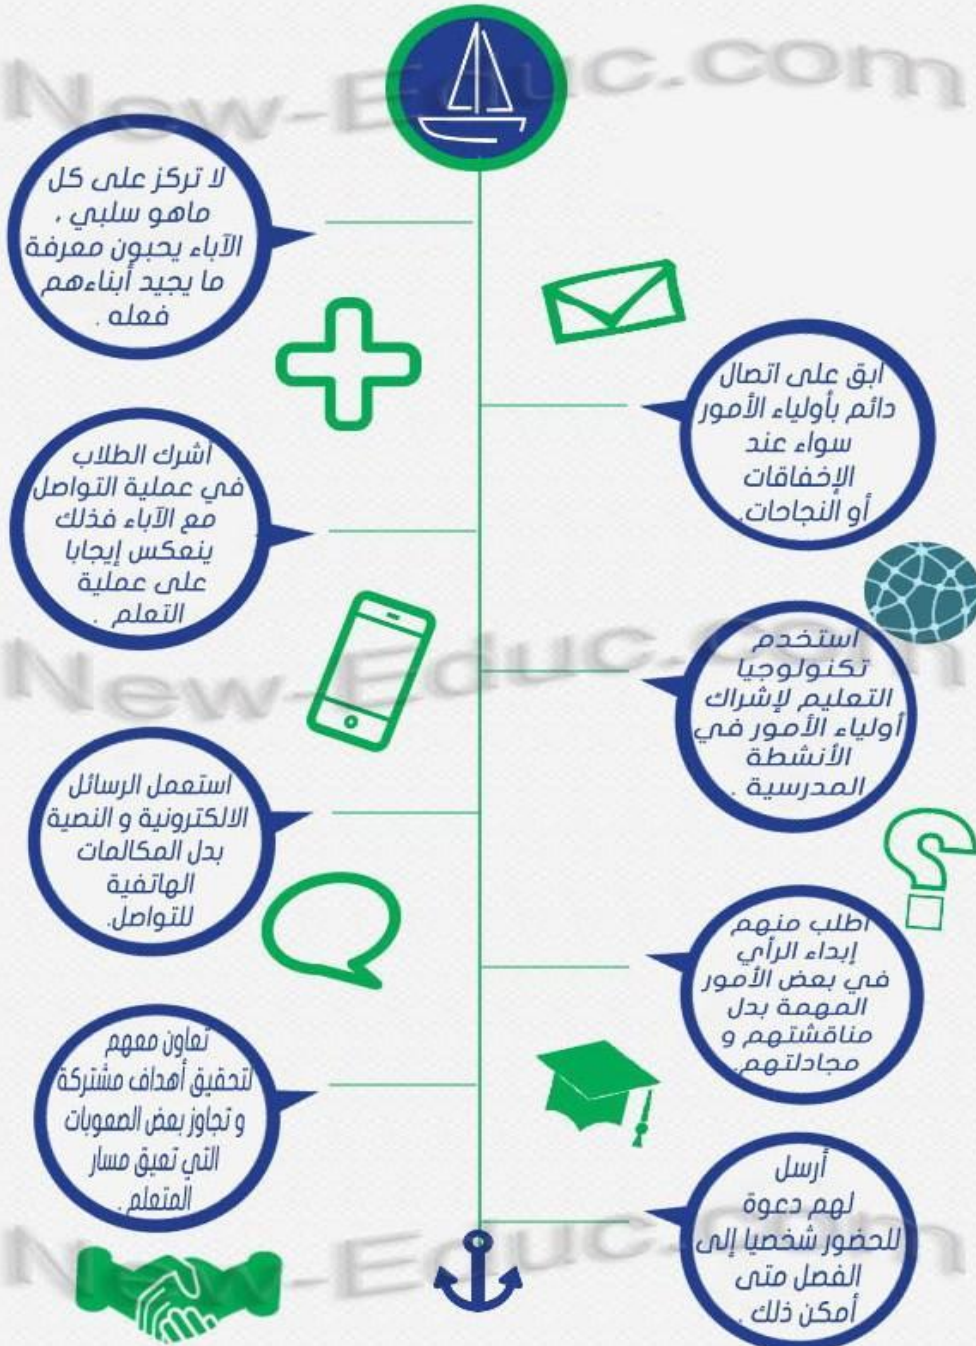 New-Educ.com
لا تركز على كل
ماهو سلبي ،
الآباء يحبون معرفة
ما يجيد أبناءهم
فعله .
ابق على اتصال
دائم بأولياء الأمور
سواء عند
الإخفاقات
أو النجاحات.
أشرك الطلاب
في عملية التواصل
مع الآباء فذلك
ينعكس إيجابا
على عملية
التعلم .
New-Educ.com
استخدم
تكنولوجيا
التعليم لإشراك
أولياء الأمور في
الأنشطة
المدرسية .
استعمل الرسائل
الالكترونية و النصية
بدل المكالمات
الهاتفية
للتواصل.
اطلب منهم
إبداء الرأي
في بعض الأمور
المهمة بدل
مناقشتهم و
مجادلتهم.
تعاون معهم
لتحقيق أهداف مشتركة
و تجاوز بعض الصعوبات
التي تعيق مسار
المتعلم .
أرسل
لهم دعوة
للحضور شخصيا إلى
الفصل متى
أمكن ذلك .
New-Educ.com